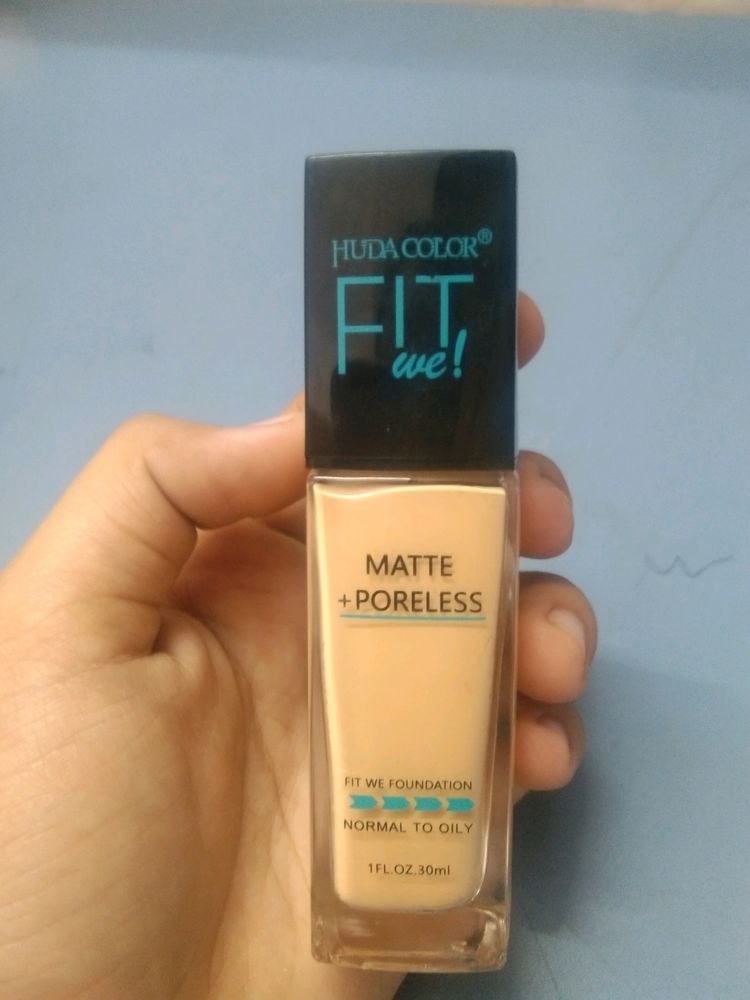 HUDA COLOR®
FIT
we!
MATTE
+PORELESS
FIT WE FOUNDATION
NORMAL TO OILY
1FL.OZ.30ml